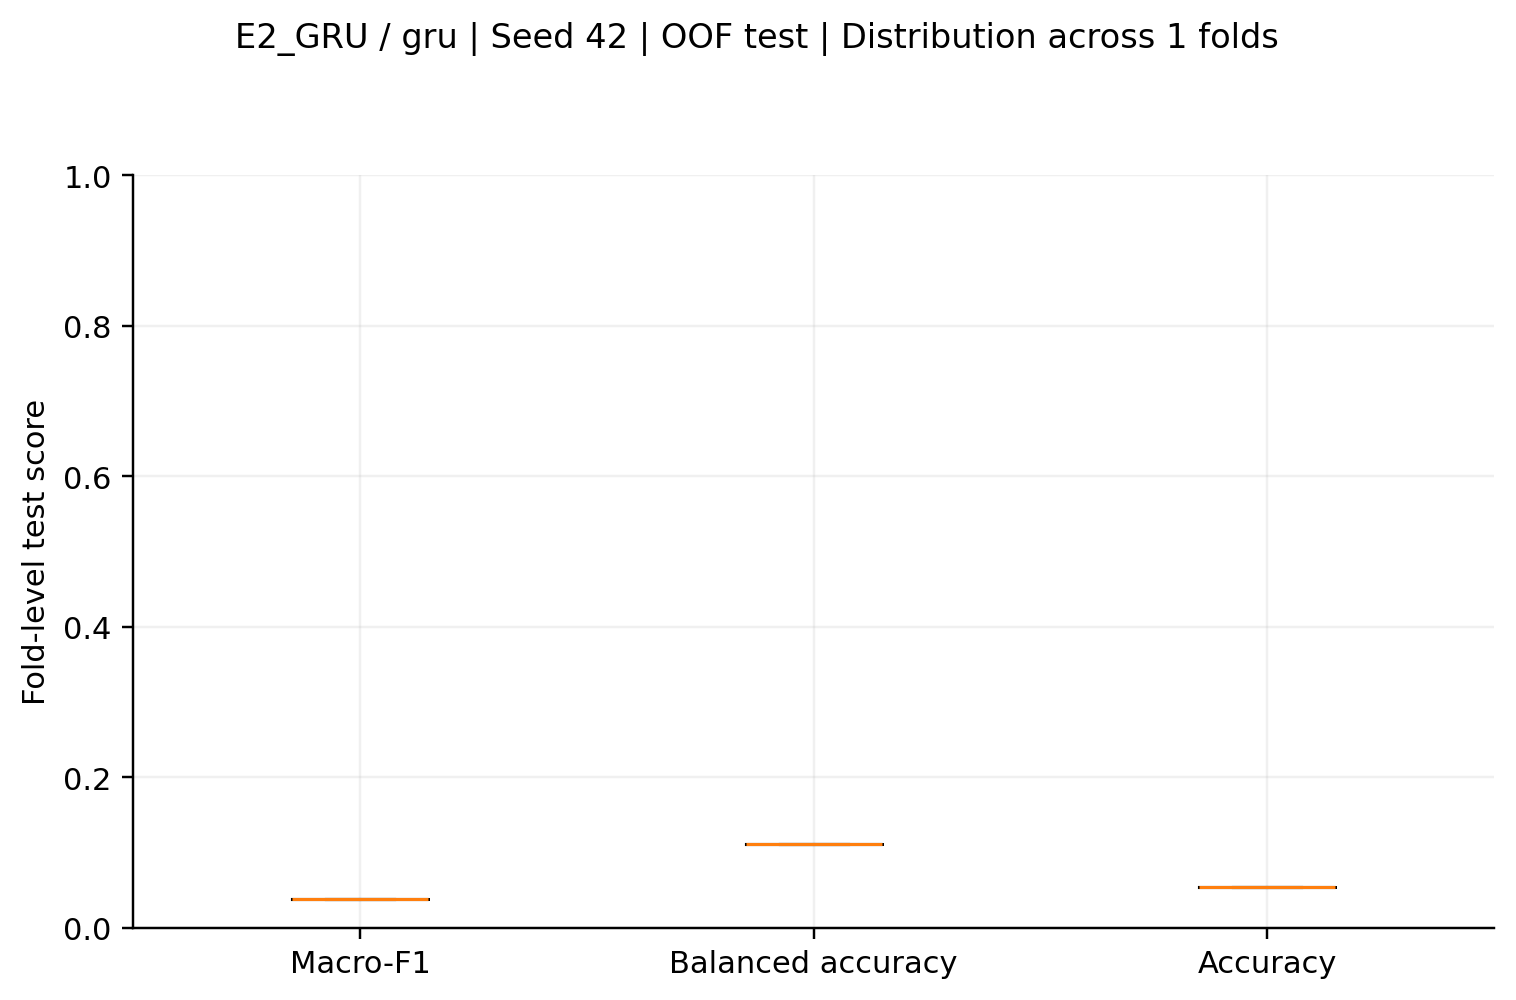 E2_GRU / gru | Seed 42 | OOF test | Distribution across 1 folds
1.0
0.8
0.6
0.4
0.2
0.0
Fold-level test score
Macro-F1
Balanced accuracy
Accuracy